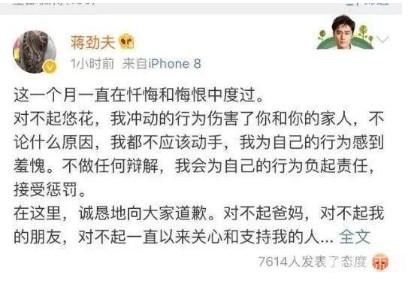 蒋劲夫
1小时前 来自iPhone 8
这一个月一直在忏悔和悔恨中度过。
对不起悠花，我冲动的行为伤害了你和你的家人，不
论什么原因，我都不应该动手，我为自己的行为感到
羞愧。不做任何辩解，我会为自己的行为负起责任，
接受惩罚。
在这里，诚恳地向大家道歉。对不起爸妈，对不起我
的朋友，对不起一直以来关心和支持我的人... 全文
7614人发表了态度